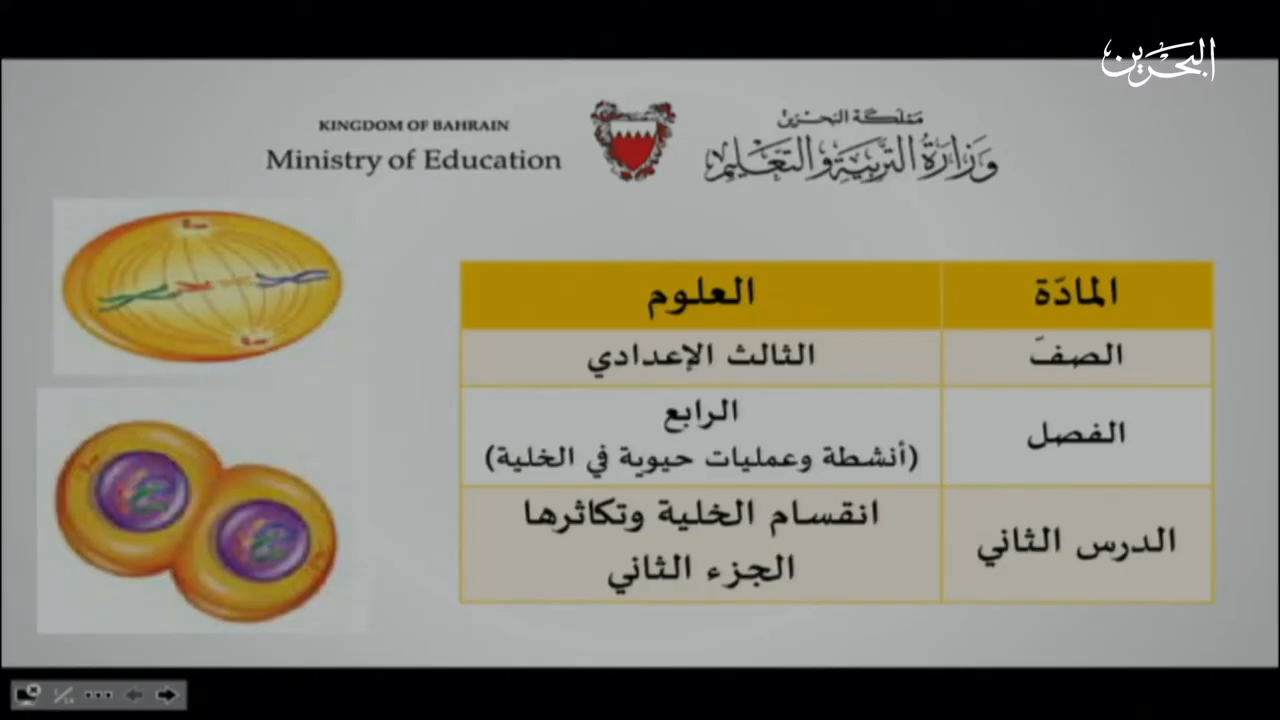 البحرين
KINGDOM OF BAHRAIN
Ministry of Education
مملكة البحرين
وزارة التربية والتعليم
المادّة العلوم
الصفّ الثالث الإعدادي
الفصل الرابع
(أنشطة وعمليات حيوية في الخلية)
الدرس الثاني انقسام الخلية وتكاثرها
الجزء الثاني